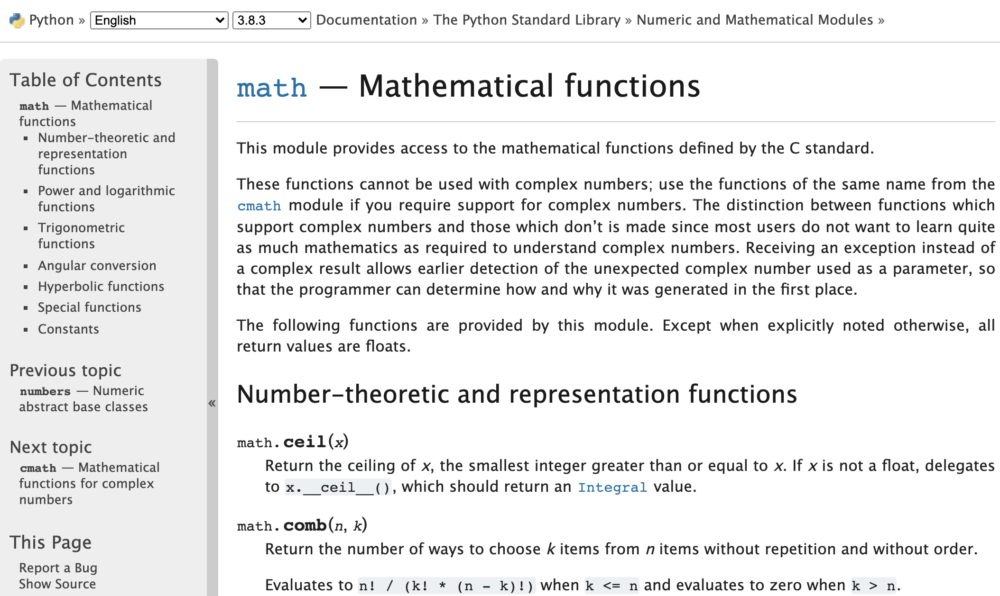 Python » English 3.8.3 Documentation » The Python Standard Library » Numeric and Mathematical Modules »
Table of Contents
math — Mathematical
functions
▪ Number-theoretic and
representation
functions
▪ Power and logarithmic
functions
▪ Trigonometric
functions
▪ Angular conversion
▪ Hyperbolic functions
▪ Special functions
▪ Constants
Previous topic
numbers — Numeric
abstract base classes
Next topic
cmath — Mathematical
functions for complex
numbers
This Page
Report a Bug
Show Source
«
math — Mathematical functions
This module provides access to the mathematical functions defined by the C standard.
These functions cannot be used with complex numbers; use the functions of the same name from the
cmath module if you require support for complex numbers. The distinction between functions which
support complex numbers and those which don’t is made since most users do not want to learn quite
as much mathematics as required to understand complex numbers. Receiving an exception instead of
a complex result allows earlier detection of the unexpected complex number used as a parameter, so
that the programmer can determine how and why it was generated in the first place.
The following functions are provided by this module. Except when explicitly noted otherwise, all
return values are floats.
Number-theoretic and representation functions
math.ceil(x)
Return the ceiling of x, the smallest integer greater than or equal to x. If x is not a float, delegates
to x.__ceil__(), which should return an Integral value.
math.comb(n, k)
Return the number of ways to choose k items from n items without repetition and without order.
Evaluates to n! / (k! * (n - k)!) when k <= n and evaluates to zero when k > n.